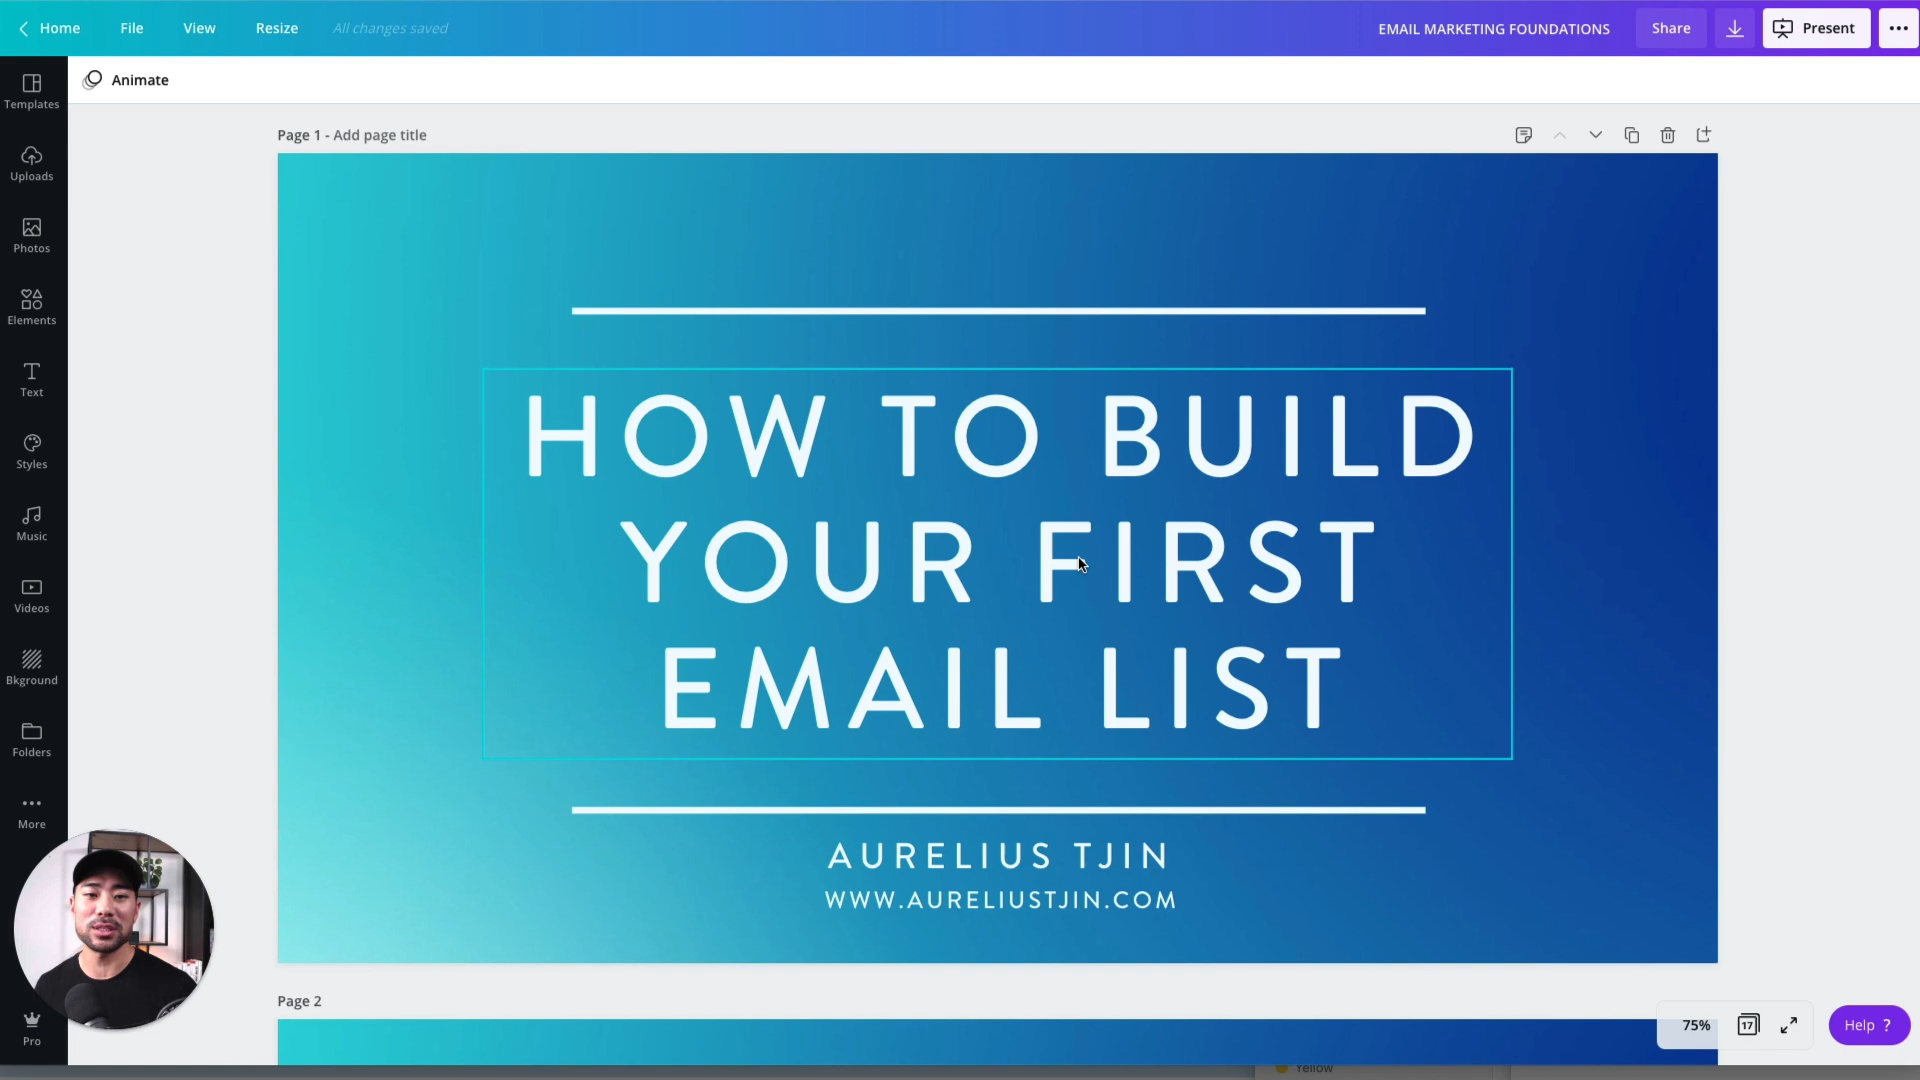 Home File View Resize All changes saved EMAIL MARKETING FOUNDATIONS Share Present
Animate
Templates
Uploads
Photos
Elements
Text
Styles
Music
Videos
Bkground
Folders
More
Pro
Page 1 - Add page title
HOW TO BUILD
YOUR FIRST
EMAIL LIST
AURELIUS TJIN
WWW.AURELIUSTJIN.COM
Page 2
75% 17 Help ?
Yellow